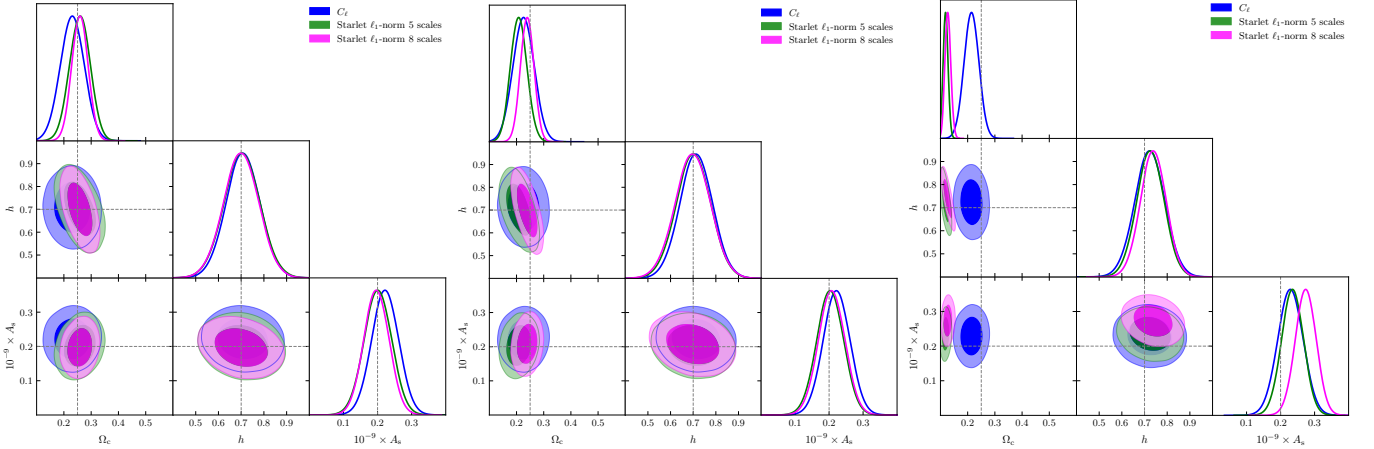 C_ℓ
Starlet ℓ₁-norm 5 scales
Starlet ℓ₁-norm 8 scales
0.9
0.8
h
0.7
0.6
0.5
0.3
10⁻⁹ × Aₛ
0.2
0.1
0.2 0.3 0.4 0.5
Ω_c
0.5 0.6 0.7 0.8 0.9
h
0.1 0.2 0.3
10⁻⁹ × Aₛ
C_ℓ
Starlet ℓ₁-norm 5 scales
Starlet ℓ₁-norm 8 scales
0.9
0.8
h
0.7
0.6
0.5
0.3
10⁻⁹ × Aₛ
0.2
0.1
0.2 0.3 0.4 0.5
Ω_c
0.5 0.6 0.7 0.8 0.9
h
0.1 0.2 0.3
10⁻⁹ × Aₛ
C_ℓ
Starlet ℓ₁-norm 5 scales
Starlet ℓ₁-norm 8 scales
0.9
0.8
h
0.7
0.6
0.5
0.3
10⁻⁹ × Aₛ
0.2
0.1
0.2 0.3 0.4 0.5
Ω_c
0.5 0.6 0.7 0.8 0.9
h
0.1 0.2 0.3
10⁻⁹ × Aₛ